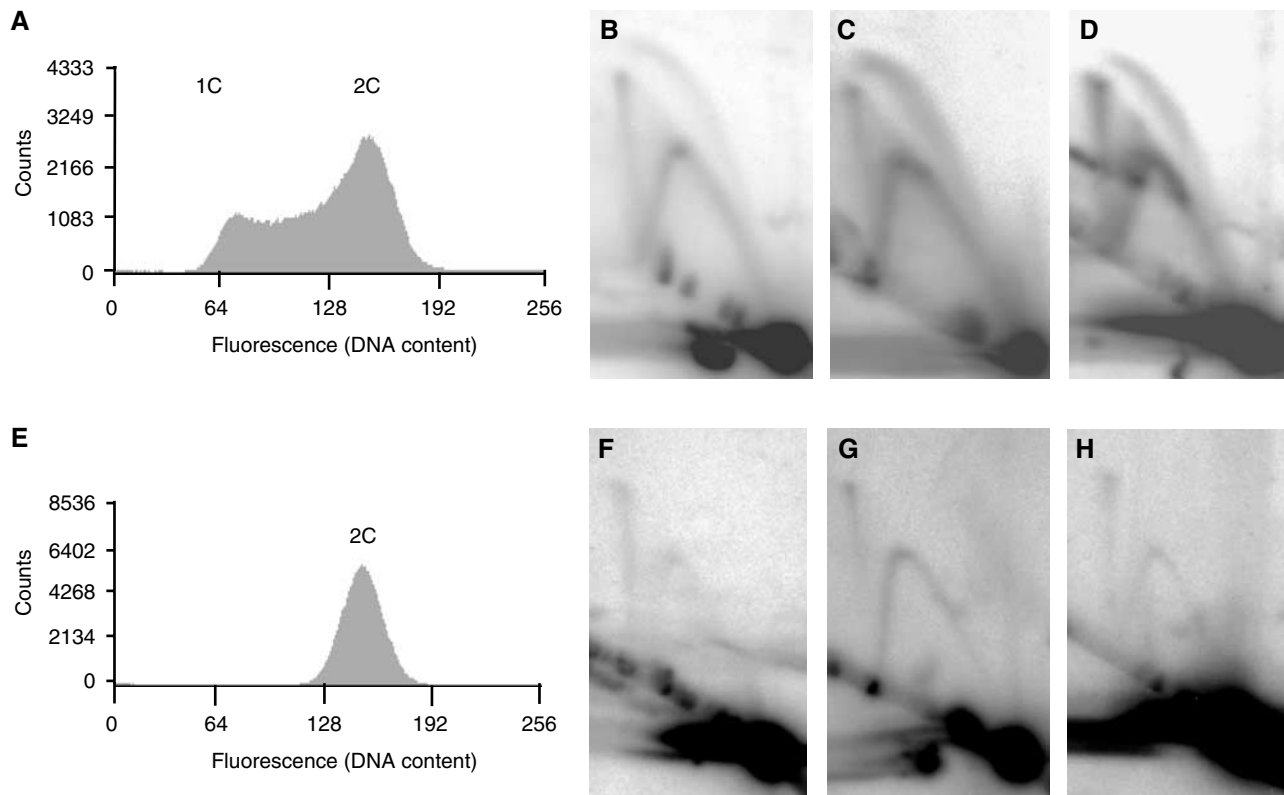 A
4333
3249
2166
1083
0
Counts
1C
2C
0
64
128
192
256
Fluorescence (DNA content)
B
C
D
E
8536
6402
4268
2134
0
Counts
2C
0
64
128
192
256
Fluorescence (DNA content)
F
G
H